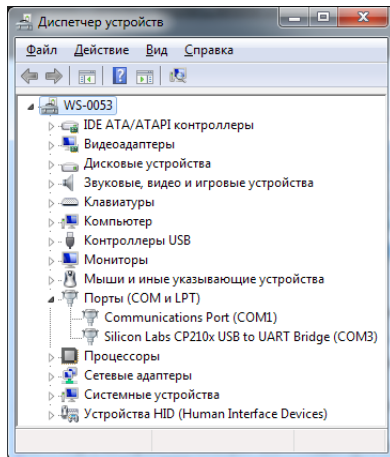 Диспетчер устройств
Файл Действие Вид Справка
WS-0053
IDE ATA/ATAPI контроллеры
Видеоадаптеры
Дисковые устройства
Звуковые, видео и игровые устройства
Клавиатуры
Компьютер
Контроллеры USB
Мониторы
Мыши и иные указывающие устройства
Порты (COM и LPT)
Communications Port (COM1)
Silicon Labs CP210x USB to UART Bridge (COM3)
Процессоры
Сетевые адаптеры
Системные устройства
Устройства HID (Human Interface Devices)